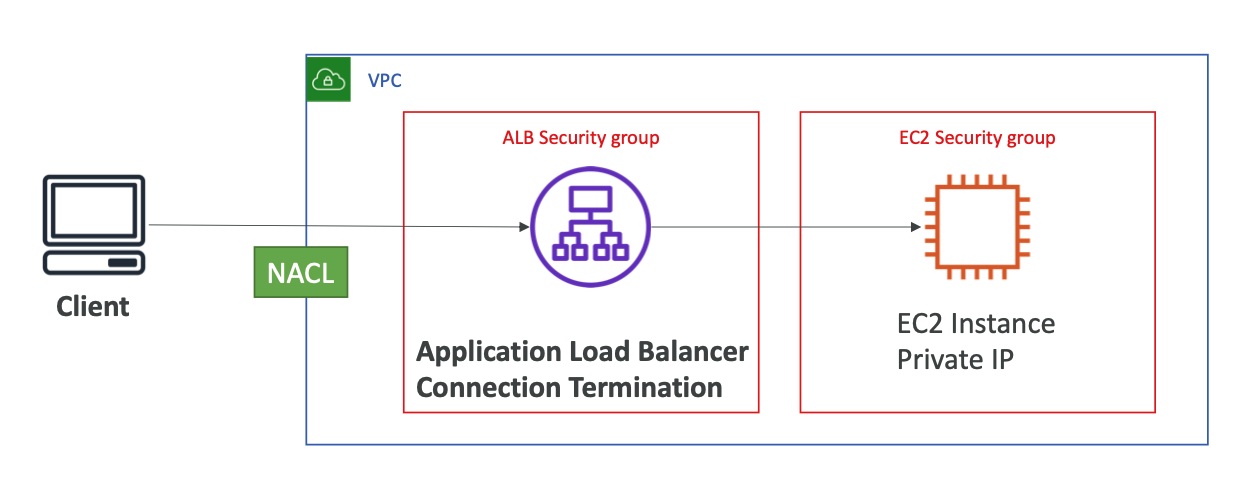 VPC
ALB Security group
EC2 Security group
NACL
Client
Application Load Balancer
Connection Termination
EC2 Instance
Private IP